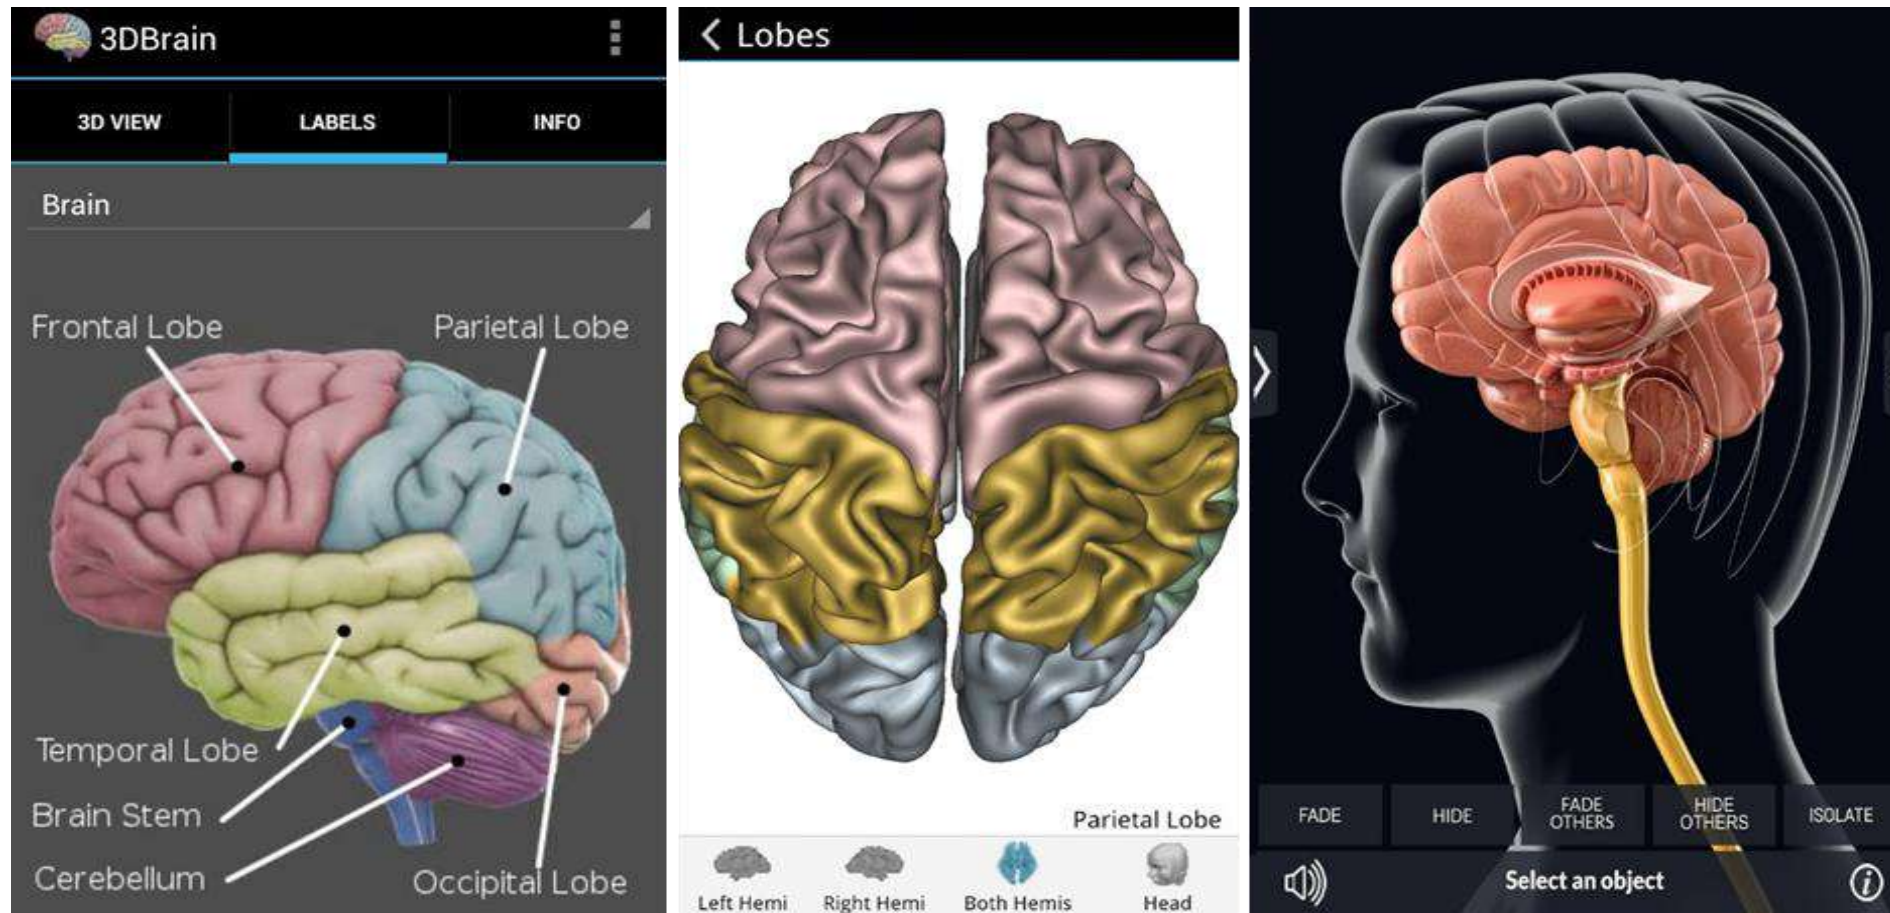 3DBrain
3D VIEW
LABELS
INFO
Brain
Frontal Lobe
Parietal Lobe
Temporal Lobe
Brain Stem
Cerebellum
Occipital Lobe
Lobes
Parietal Lobe
Left Hemi
Right Hemi
Both Hemis
Head
FADE
HIDE
FADE
OTHERS
HIDE
OTHERS
ISOLATE
Select an object